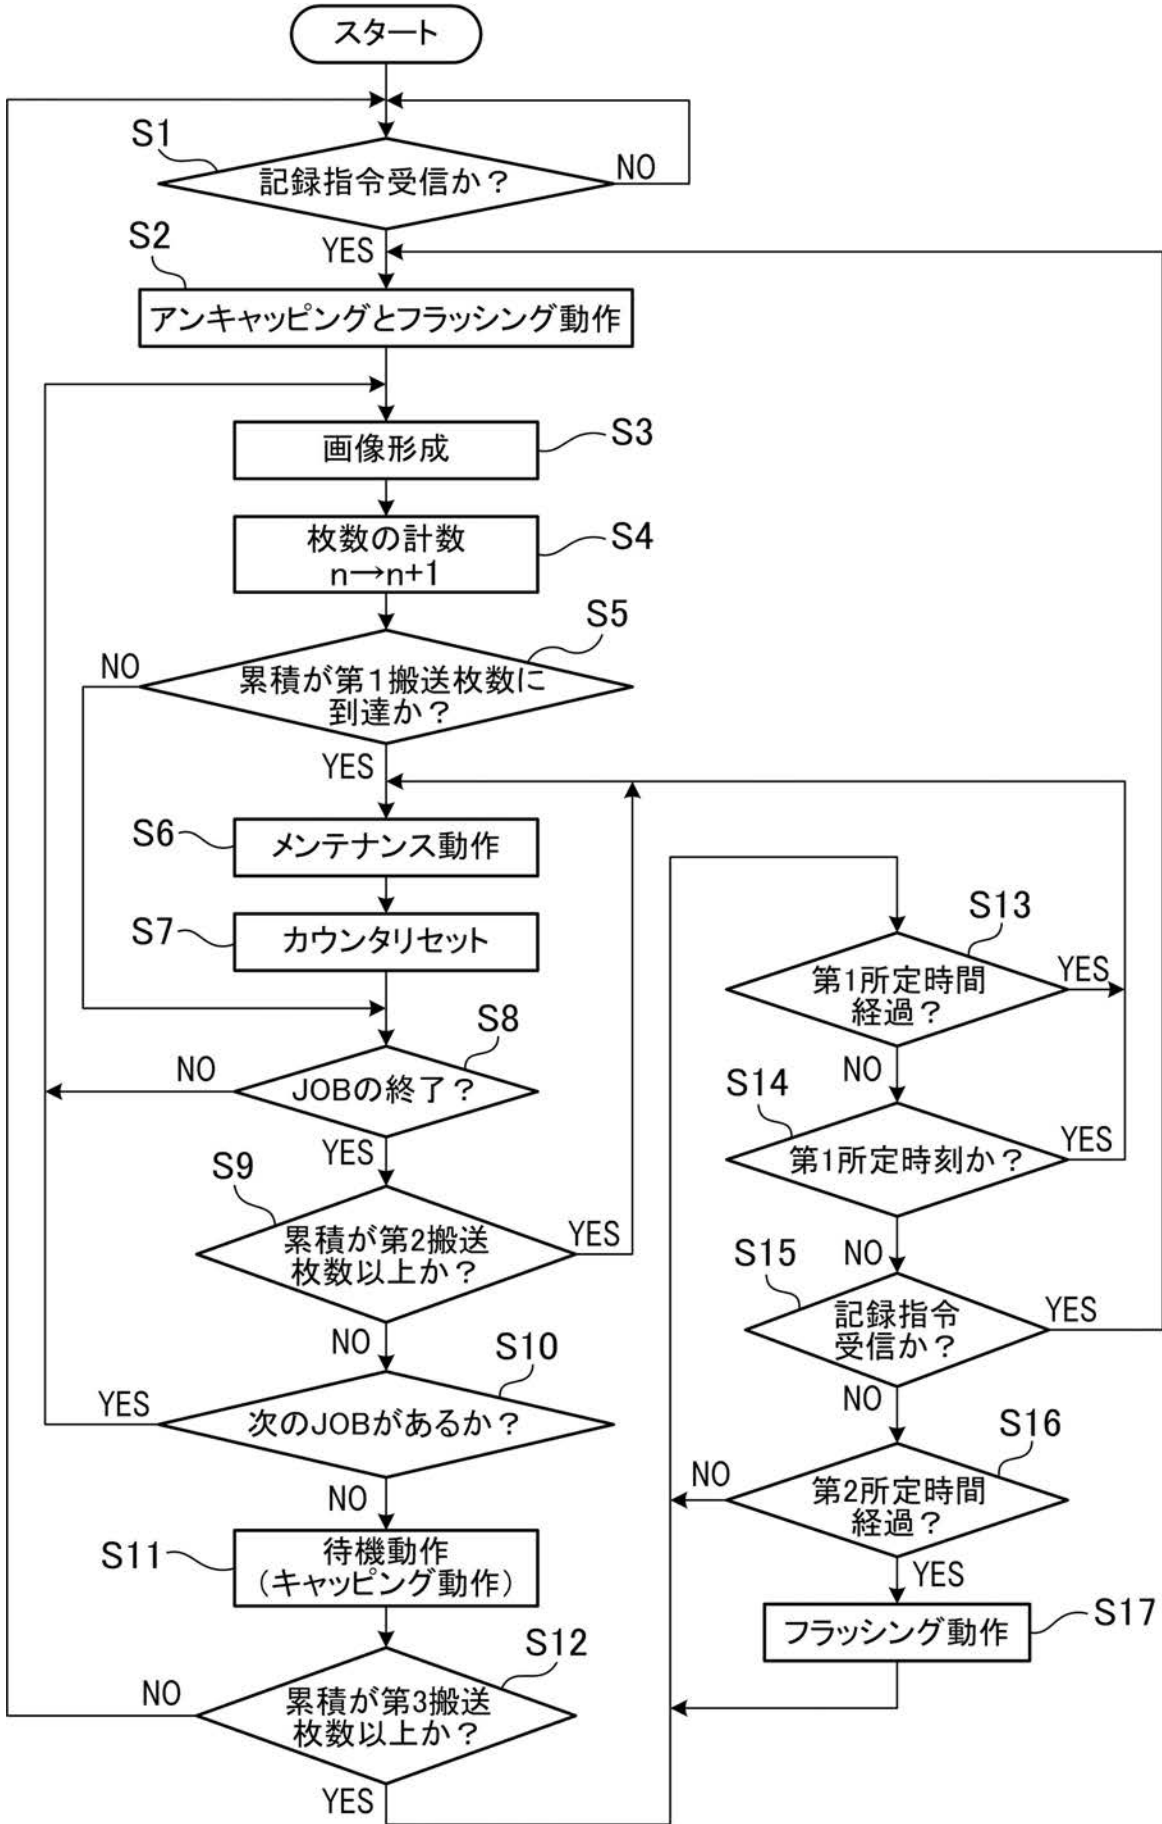 スタート
S1
記録指令受信か？
NO
YES
S2
アンキャッピングとフラッシング動作
画像形成
S3
枚数の計数
n→n+1
S4
S5
累積が第1搬送枚数に
到達か？
NO
YES
S6
メンテナンス動作
S7
カウンタリセット
S8
JOBの終了？
NO
YES
S9
累積が第2搬送
枚数以上か？
YES
NO
S10
次のJOBがあるか？
YES
NO
S11
待機動作
（キャッピング動作）
S12
累積が第3搬送
枚数以上か？
NO
YES
S13
第1所定時間
経過？
YES
NO
S14
第1所定時刻か？
YES
NO
S15
記録指令
受信か？
YES
NO
S16
第2所定時間
経過？
NO
YES
フラッシング動作
S17